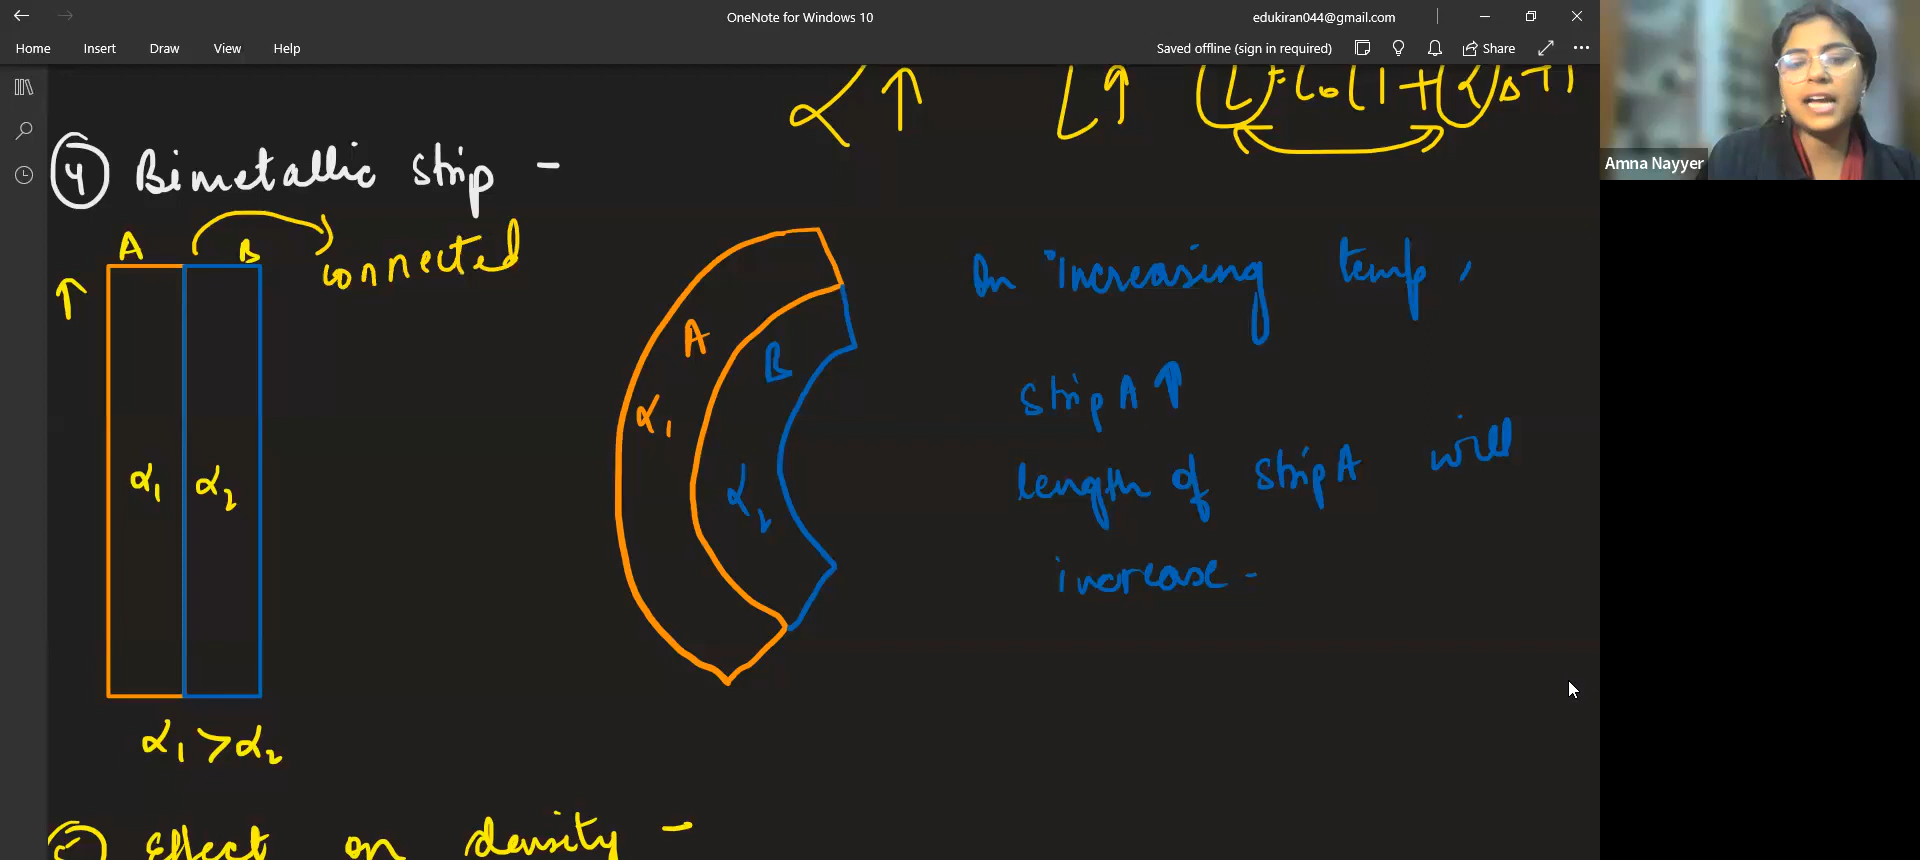 OneNote for Windows 10
edukiran044@gmail.com
Home Insert Draw View Help
Saved offline (sign in required)
Share
Amna Nayyer
α ↑ L ↑ L = L₀(1 + αΔT)
④ Bimetallic strip -
A B connected
↑
α₁ α₂
α₁ > α₂
A B
α₁ α₂
On increasing temp,
Strip A ↑
length of strip A will
increase -
Effect on density -